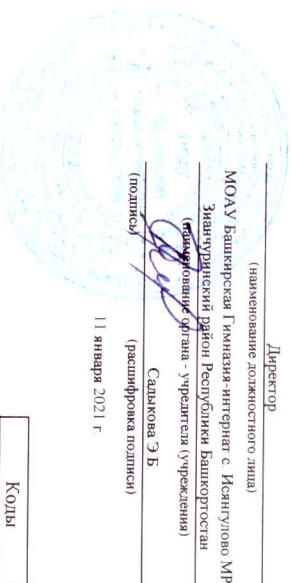 Директор
(наименование должностного лица)
МОАУ Башкирская Гимназия-интернат с. Исянгулово МР
Зианчуринский район Республики Башкортостан
(наименование органа - учредителя (учреждения)
Садыкова Э Б
(подпись) (расшифровка подписи)
11 января 2021 г.
Коды